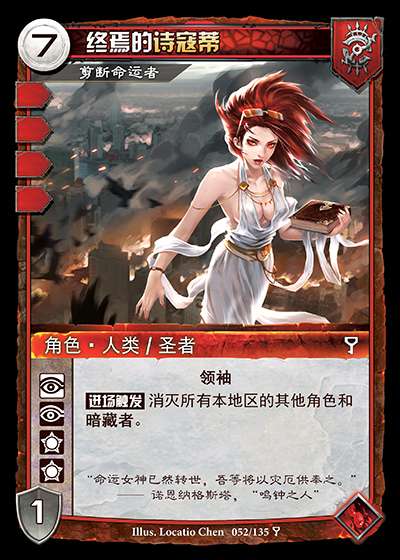 7
终焉的诗寇蒂
剪断命运者
角色·人类/圣者
领袖
进场触发 消灭所有本地区的其他角色和
暗藏者。
“命运女神已然转世，吾等将以灾厄供奉之。”
—— 诺恩纳格斯塔，“鸣钟之人”
1
Illus. Locatio Chen 052/135